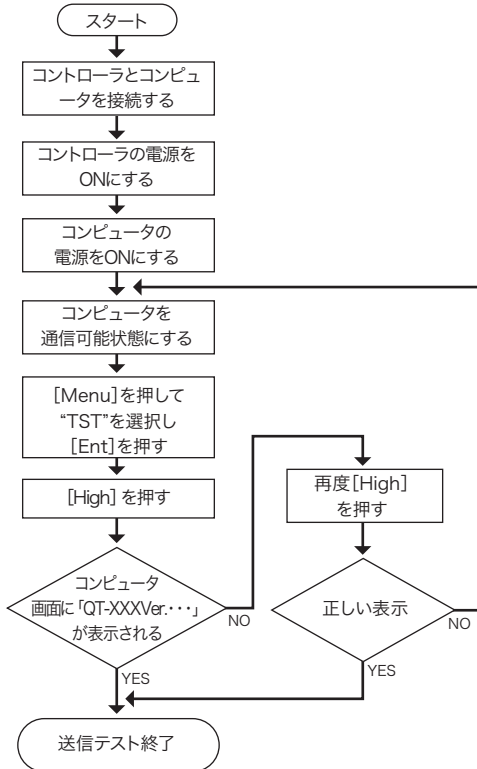 スタート
コントローラとコンピュ
ータを接続する
コントローラの電源を
ONにする
コンピュータの
電源をONにする
コンピュータを
通信可能状態にする
[Menu]を押して
“TST”を選択し
[Ent]を押す
[High] を押す
コンピュータ
画面に「QT-XXXVer.･･･」
が表示される
NO
YES
再度[High]
を押す
正しい表示
NO
YES
送信テスト終了